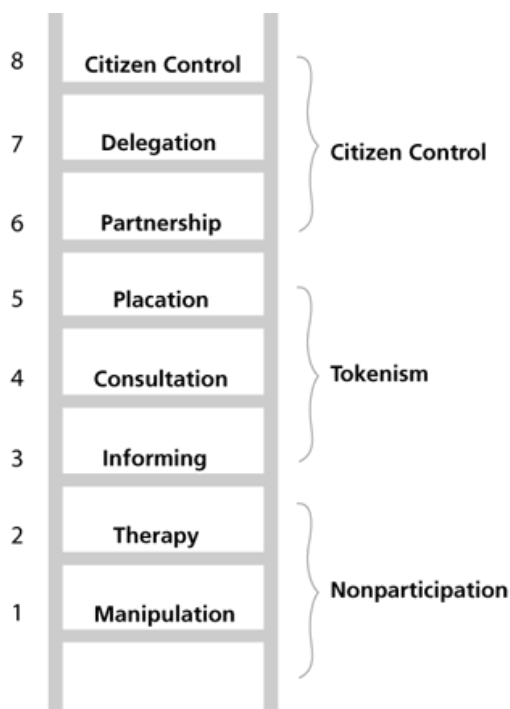 8 Citizen Control
7 Delegation
Citizen Control
6 Partnership
5 Placation
4 Consultation
Tokenism
3 Informing
2 Therapy
Nonparticipation
1 Manipulation